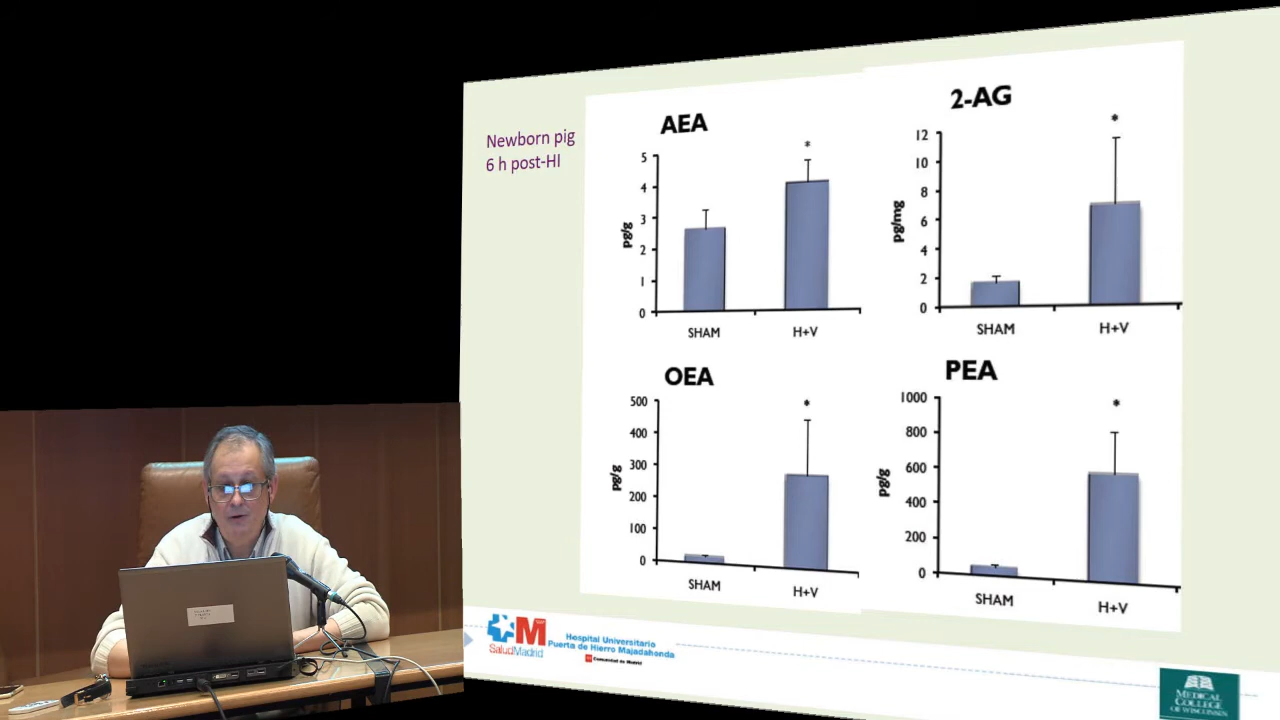 Newborn pig
6 h post-HI
AEA
5
4
3
2
1
0
pg/g
SHAM
H+V
*
2-AG
12
10
8
6
4
2
0
pg/mg
SHAM
H+V
*
OEA
500
400
300
200
100
0
pg/g
SHAM
H+V
*
PEA
1000
800
600
400
200
0
pg/g
SHAM
H+V
*
M
SaludMadrid
Hospital Universitario
Puerta de Hierro Majadahonda
Comunidad de Madrid
MEDICAL
COLLEGE
OF WISCONSIN